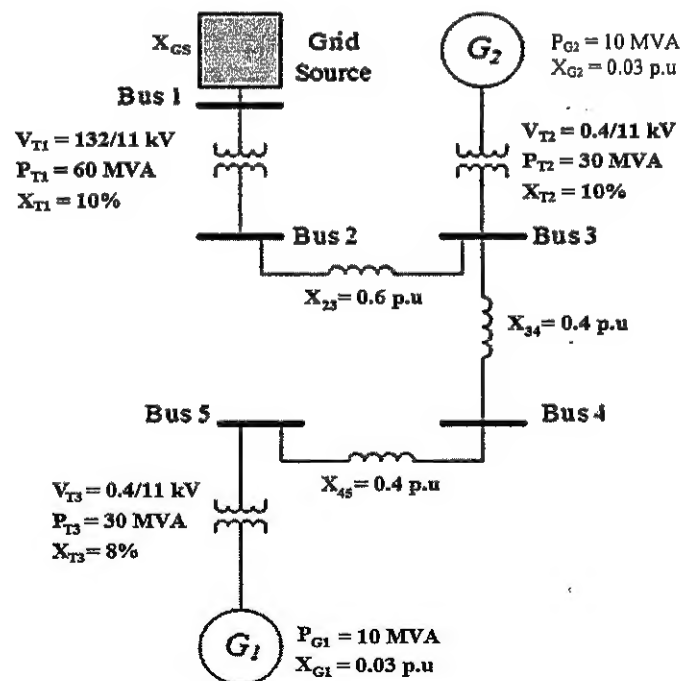 X_GS
Grid
Source
G₂
P_G2 = 10 MVA
X_G2 = 0.03 p.u
Bus 1
V_T1 = 132/11 kV
P_T1 = 60 MVA
X_T1 = 10%
V_T2 = 0.4/11 kV
P_T2 = 30 MVA
X_T2 = 10%
Bus 2
Bus 3
X₂₃= 0.6 p.u
X₃₄= 0.4 p.u
Bus 5
Bus 4
X₄₅= 0.4 p.u
V_T3 = 0.4/11 kV
P_T3 = 30 MVA
X_T3 = 8%
G₁
P_G1 = 10 MVA
X_G1 = 0.03 p.u